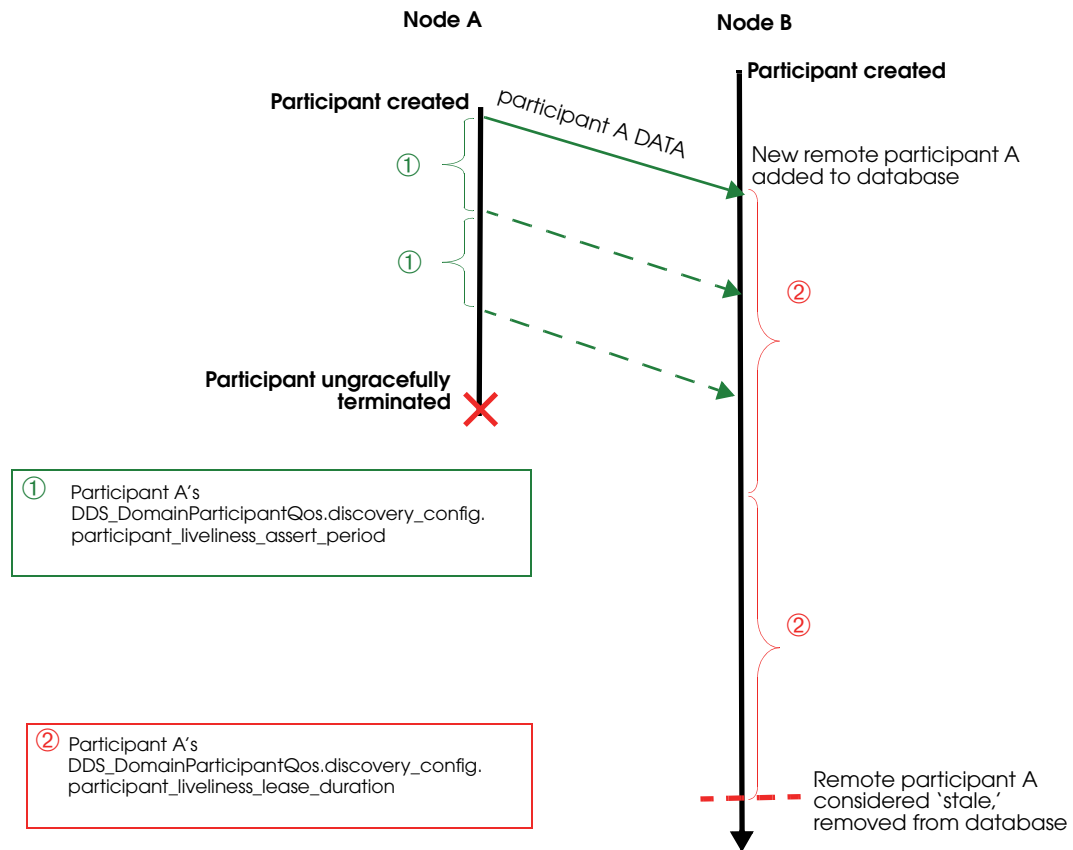 Node A
Node B
Participant created
Participant created
participant A DATA
①
New remote participant A
added to database
①
②
Participant ungracefully
terminated
① Participant A's
DDS_DomainParticipantQos.discovery_config.
participant_liveliness_assert_period
②
② Participant A's
DDS_DomainParticipantQos.discovery_config.
participant_liveliness_lease_duration
Remote participant A
considered ‘stale,’
removed from database